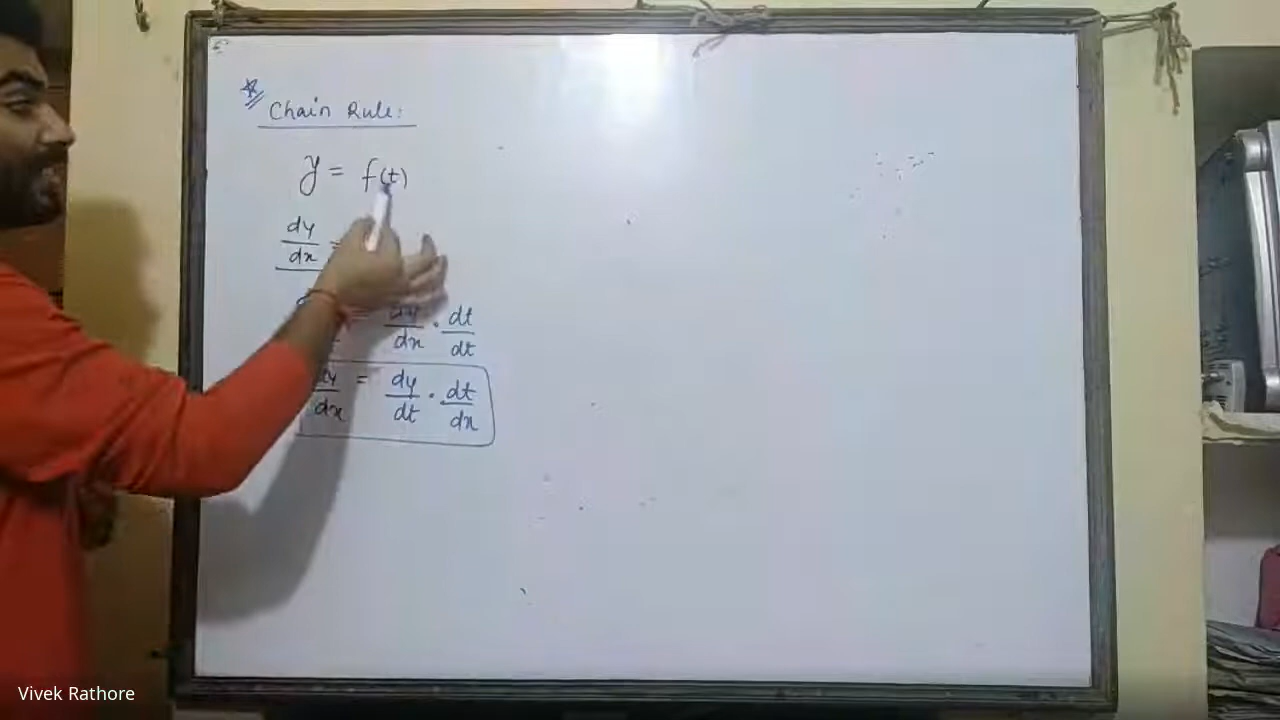 Chain Rule:
y = f(t)
dy/dx =
= dy/dx . dt/dt
dy/dx = dy/dt . dt/dx
Vivek Rathore